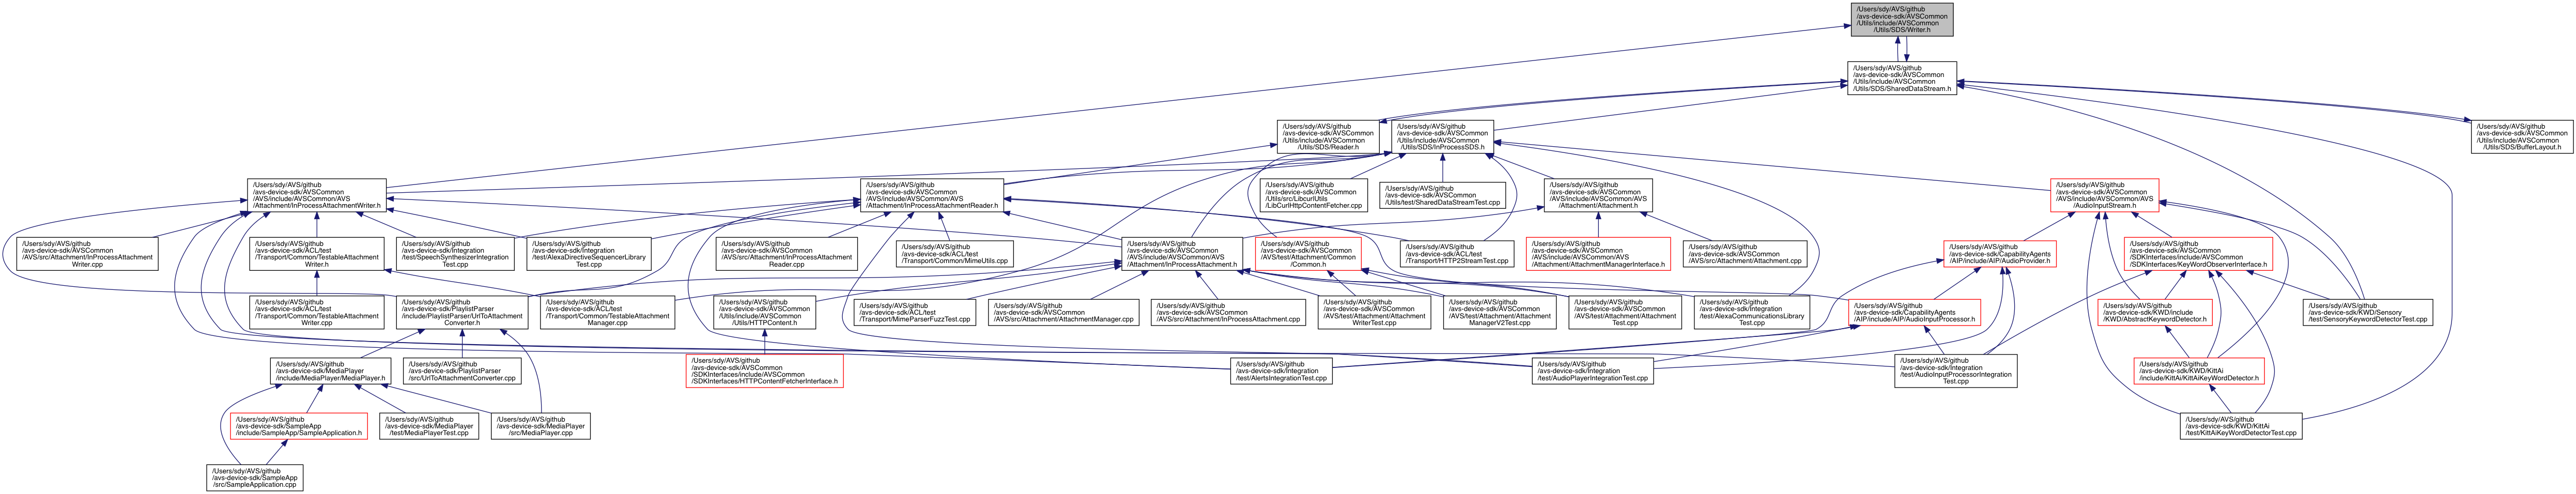 /Users/sdy/AVS/github
/avs-device-sdk/AVSCommon
/Utils/include/AVSCommon
/Utils/SDS/Writer.h
/Users/sdy/AVS/github
/avs-device-sdk/AVSCommon
/Utils/include/AVSCommon
/Utils/SDS/SharedDataStream.h
/Users/sdy/AVS/github
/avs-device-sdk/AVSCommon
/Utils/include/AVSCommon
/Utils/SDS/Reader.h
/Users/sdy/AVS/github
/avs-device-sdk/AVSCommon
/Utils/include/AVSCommon
/Utils/SDS/InProcessSDS.h
/Users/sdy/AVS/github
/avs-device-sdk/AVSCommon
/Utils/include/AVSCommon
/Utils/SDS/BufferLayout.h
/Users/sdy/AVS/github
/avs-device-sdk/AVSCommon
/AVS/include/AVSCommon/AVS
/Attachment/InProcessAttachmentWriter.h
/Users/sdy/AVS/github
/avs-device-sdk/AVSCommon
/AVS/include/AVSCommon/AVS
/Attachment/InProcessAttachmentReader.h
/Users/sdy/AVS/github
/avs-device-sdk/AVSCommon
/Utils/src/LibcurlUtils
/LibCurlHttpContentFetcher.cpp
/Users/sdy/AVS/github
/avs-device-sdk/AVSCommon
/Utils/test/SharedDataStreamTest.cpp
/Users/sdy/AVS/github
/avs-device-sdk/AVSCommon
/AVS/include/AVSCommon/AVS
/Attachment/Attachment.h
/Users/sdy/AVS/github
/avs-device-sdk/AVSCommon
/AVS/include/AVSCommon/AVS
/AudioInputStream.h
/Users/sdy/AVS/github
/avs-device-sdk/AVSCommon
/AVS/src/Attachment/InProcessAttachment
Writer.cpp
/Users/sdy/AVS/github
/avs-device-sdk/ACL/test
/Transport/Common/TestableAttachment
Writer.h
/Users/sdy/AVS/github
/avs-device-sdk/Integration
/test/SpeechSynthesizerIntegration
Test.cpp
/Users/sdy/AVS/github
/avs-device-sdk/Integration
/test/AlexaDirectiveSequencerLibrary
Test.cpp
/Users/sdy/AVS/github
/avs-device-sdk/AVSCommon
/AVS/src/Attachment/InProcessAttachment
Reader.cpp
/Users/sdy/AVS/github
/avs-device-sdk/ACL/test
/Transport/Common/MimeUtils.cpp
/Users/sdy/AVS/github
/avs-device-sdk/AVSCommon
/AVS/include/AVSCommon/AVS
/Attachment/InProcessAttachment.h
/Users/sdy/AVS/github
/avs-device-sdk/AVSCommon
/AVS/test/Attachment/Common
/Common.h
/Users/sdy/AVS/github
/avs-device-sdk/ACL/test
/Transport/HTTP2StreamTest.cpp
/Users/sdy/AVS/github
/avs-device-sdk/AVSCommon
/AVS/include/AVSCommon/AVS
/Attachment/AttachmentManagerInterface.h
/Users/sdy/AVS/github
/avs-device-sdk/AVSCommon
/AVS/src/Attachment/Attachment.cpp
/Users/sdy/AVS/github
/avs-device-sdk/CapabilityAgents
/AIP/include/AIP/AudioProvider.h
/Users/sdy/AVS/github
/avs-device-sdk/AVSCommon
/SDKInterfaces/include/AVSCommon
/SDKInterfaces/KeyWordObserverInterface.h
/Users/sdy/AVS/github
/avs-device-sdk/ACL/test
/Transport/Common/TestableAttachment
Writer.cpp
/Users/sdy/AVS/github
/avs-device-sdk/PlaylistParser
/include/PlaylistParser/UrlToAttachment
Converter.h
/Users/sdy/AVS/github
/avs-device-sdk/ACL/test
/Transport/Common/TestableAttachment
Manager.cpp
/Users/sdy/AVS/github
/avs-device-sdk/AVSCommon
/Utils/include/AVSCommon
/Utils/HTTPContent.h
/Users/sdy/AVS/github
/avs-device-sdk/ACL/test
/Transport/MimeParserFuzzTest.cpp
/Users/sdy/AVS/github
/avs-device-sdk/AVSCommon
/AVS/src/Attachment/AttachmentManager.cpp
/Users/sdy/AVS/github
/avs-device-sdk/AVSCommon
/AVS/src/Attachment/InProcessAttachment.cpp
/Users/sdy/AVS/github
/avs-device-sdk/AVSCommon
/AVS/test/Attachment/Attachment
WriterTest.cpp
/Users/sdy/AVS/github
/avs-device-sdk/AVSCommon
/AVS/test/Attachment/Attachment
ManagerV2Test.cpp
/Users/sdy/AVS/github
/avs-device-sdk/AVSCommon
/AVS/test/Attachment/Attachment
Test.cpp
/Users/sdy/AVS/github
/avs-device-sdk/Integration
/test/AlexaCommunicationsLibrary
Test.cpp
/Users/sdy/AVS/github
/avs-device-sdk/CapabilityAgents
/AIP/include/AIP/AudioInputProcessor.h
/Users/sdy/AVS/github
/avs-device-sdk/KWD/include
/KWD/AbstractKeywordDetector.h
/Users/sdy/AVS/github
/avs-device-sdk/KWD/Sensory
/test/SensoryKeywordDetectorTest.cpp
/Users/sdy/AVS/github
/avs-device-sdk/MediaPlayer
/include/MediaPlayer/MediaPlayer.h
/Users/sdy/AVS/github
/avs-device-sdk/PlaylistParser
/src/UrlToAttachmentConverter.cpp
/Users/sdy/AVS/github
/avs-device-sdk/AVSCommon
/SDKInterfaces/include/AVSCommon
/SDKInterfaces/HTTPContentFetcherInterface.h
/Users/sdy/AVS/github
/avs-device-sdk/Integration
/test/AlertsIntegrationTest.cpp
/Users/sdy/AVS/github
/avs-device-sdk/Integration
/test/AudioPlayerIntegrationTest.cpp
/Users/sdy/AVS/github
/avs-device-sdk/Integration
/test/AudioInputProcessorIntegration
Test.cpp
/Users/sdy/AVS/github
/avs-device-sdk/KWD/KittAi
/include/KittAi/KittAiKeyWordDetector.h
/Users/sdy/AVS/github
/avs-device-sdk/SampleApp
/include/SampleApp/SampleApplication.h
/Users/sdy/AVS/github
/avs-device-sdk/MediaPlayer
/test/MediaPlayerTest.cpp
/Users/sdy/AVS/github
/avs-device-sdk/MediaPlayer
/src/MediaPlayer.cpp
/Users/sdy/AVS/github
/avs-device-sdk/KWD/KittAi
/test/KittAiKeyWordDetectorTest.cpp
/Users/sdy/AVS/github
/avs-device-sdk/SampleApp
/src/SampleApplication.cpp